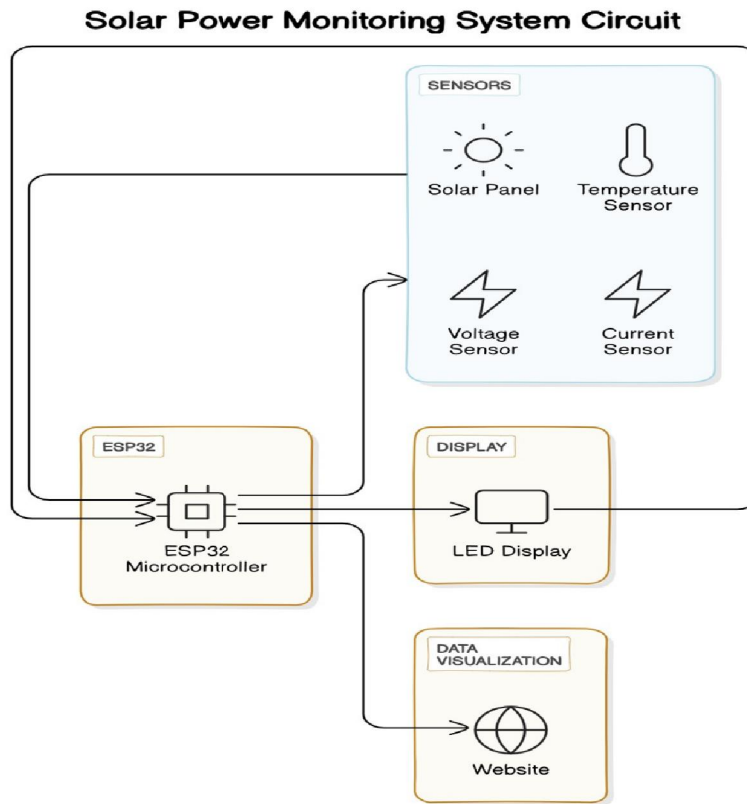 Solar Power Monitoring System Circuit
SENSORS
Solar Panel
Temperature
Sensor
Voltage
Sensor
Current
Sensor
ESP32
ESP32
Microcontroller
DISPLAY
LED Display
DATA
VISUALIZATION
Website